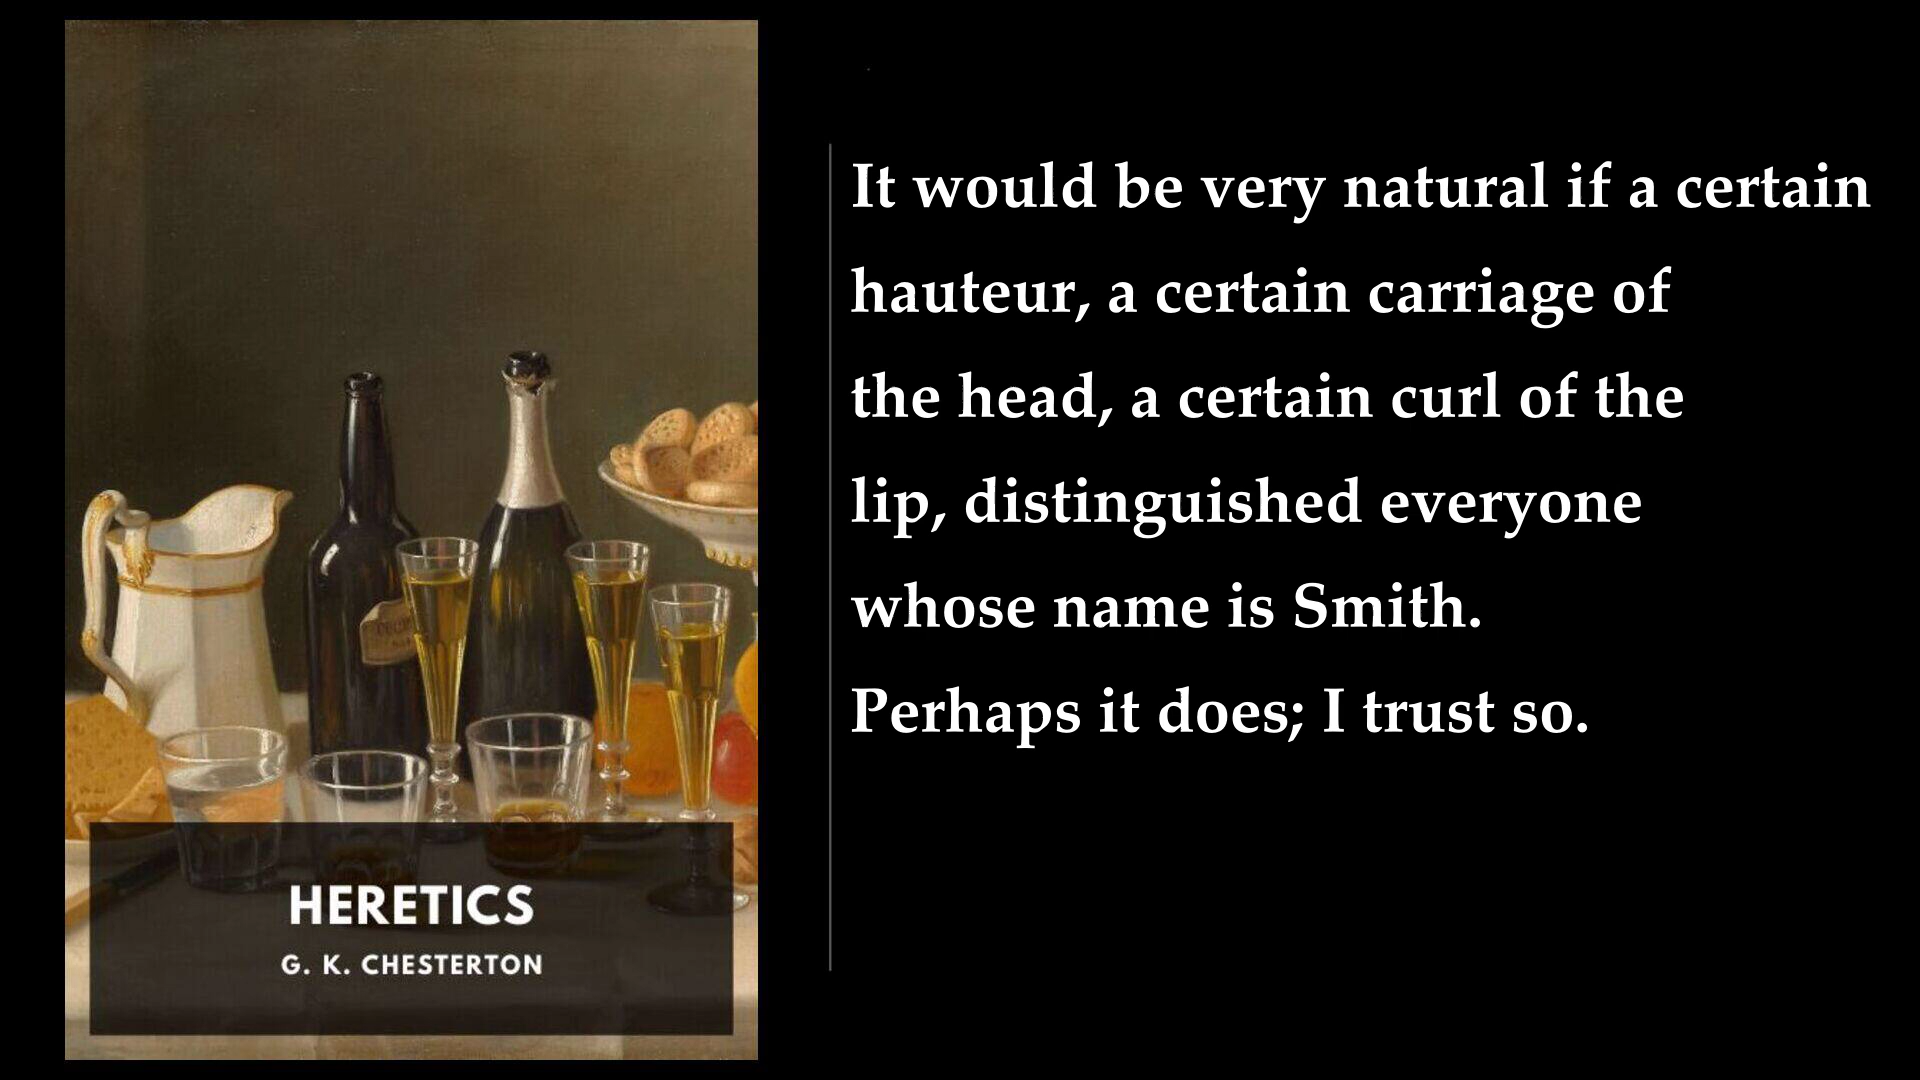 HERETICS
G. K. CHESTERTON
It would be very natural if a certain
hauteur, a certain carriage of
the head, a certain curl of the
lip, distinguished everyone
whose name is Smith.
Perhaps it does; I trust so.